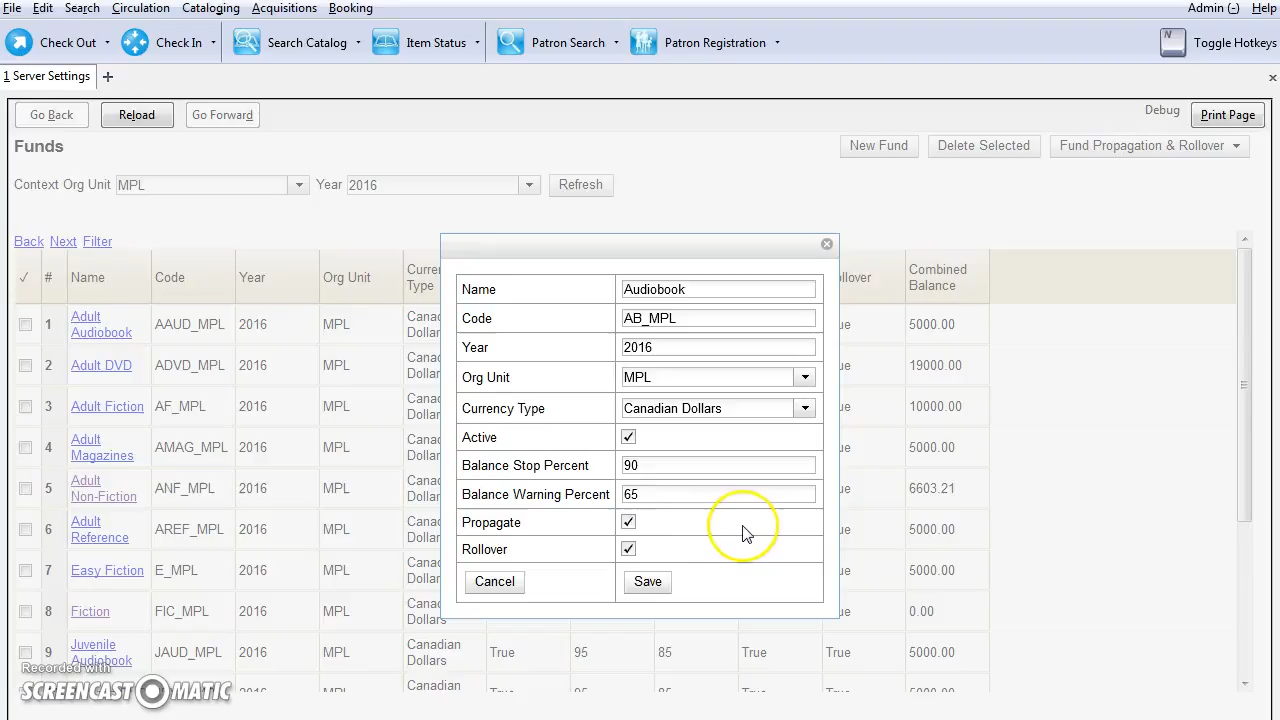 File Edit Search Circulation Cataloging Acquisitions Booking Admin (-) Help
Check Out Check In Search Catalog Item Status Patron Search Patron Registration N Toggle Hotkeys
1 Server Settings
Go Back Reload Go Forward Debug Print Page
Funds New Fund Delete Selected Fund Propagation & Rollover
Context Org Unit MPL Year 2016 Refresh
Back Next Filter
# Name Code Year Org Unit Combined Balance
1 Adult Audiobook AAUD_MPL 2016 MPL 5000.00
2 Adult DVD ADVD_MPL 2016 MPL 19000.00
3 Adult Fiction AF_MPL 2016 MPL 10000.00
4 Adult Magazines AMAG_MPL 2016 MPL 5000.00
5 Adult Non-Fiction ANF_MPL 2016 MPL 6603.21
6 Adult Reference AREF_MPL 2016 MPL 5000.00
7 Easy Fiction E_MPL 2016 MPL 5000.00
8 Fiction FIC_MPL 2016 MPL 0.00
9 Juvenile Audiobook JAUD_MPL 2016 MPL Canadian Dollars True 95 85 True True 5000.00
Name Audiobook
Code AB_MPL
Year 2016
Org Unit MPL
Currency Type Canadian Dollars
Active
Balance Stop Percent 90
Balance Warning Percent 65
Propagate
Rollover
Cancel Save
Recorded with
SCREENCAST-O-MATIC